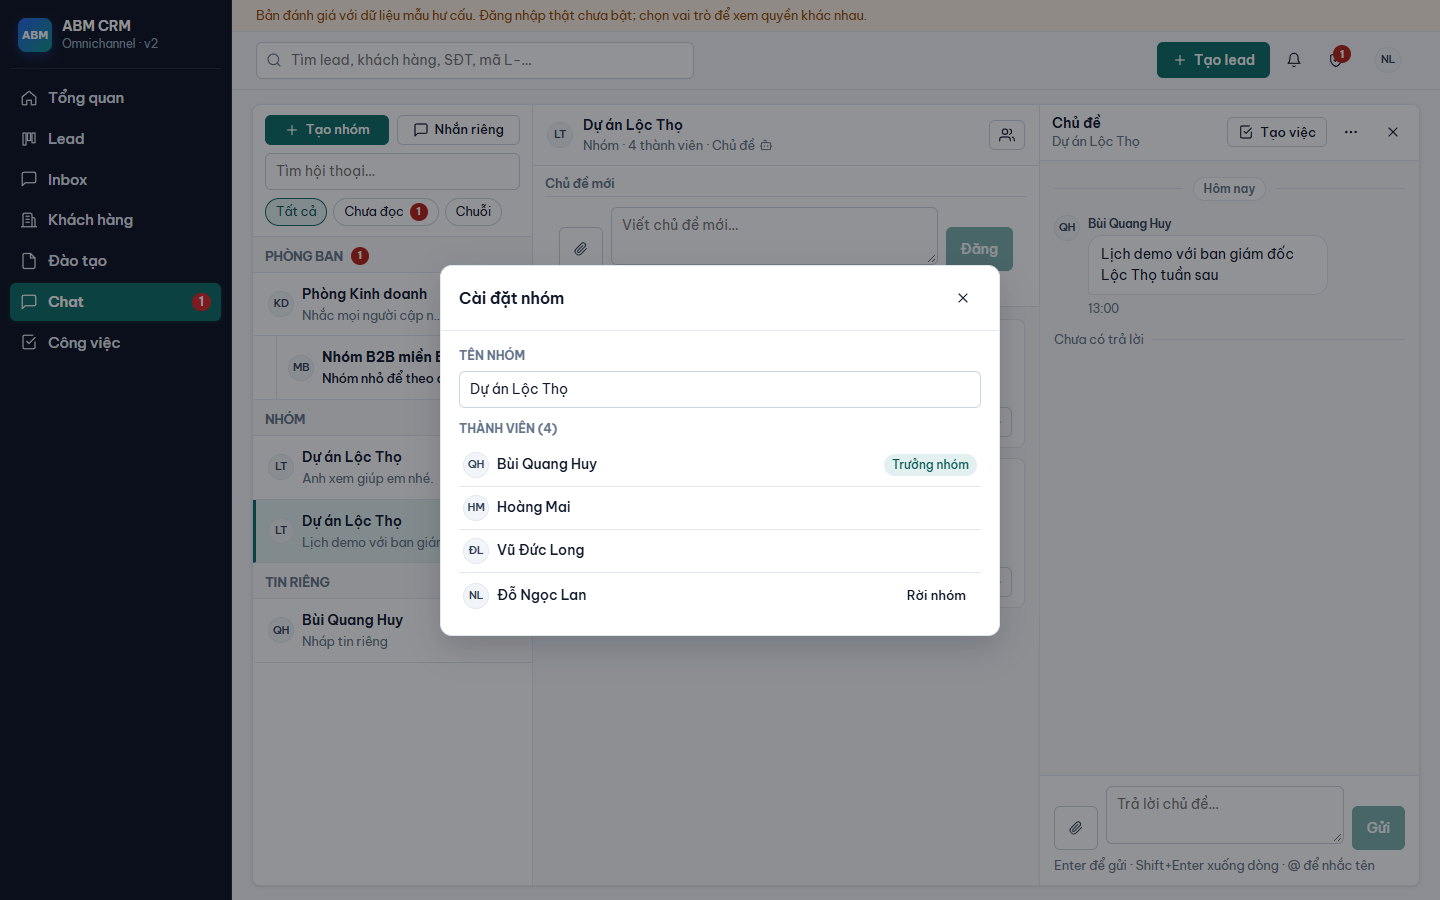 ABM
ABM CRM
Omnichannel · v2
Tổng quan
Lead
Inbox
Khách hàng
Đào tạo
Chat
1
Công việc
Bản đánh giá với dữ liệu mẫu hư cấu. Đăng nhập thật chưa bật; chọn vai trò để xem quyền khác nhau.
Tìm lead, khách hàng, SĐT, mã L-...
Tạo lead
1
NL
Tạo nhóm
Nhắn riêng
Tìm hội thoại...
Tất cả
Chưa đọc 1
Chuỗi
PHÒNG BAN 1
KD
Phòng Kinh doanh
Nhắc mọi người cập n...
MB
Nhóm B2B miền
Nhóm nhỏ để theo
NHÓM
LT
Dự án Lộc Thọ
Anh xem giúp em nhé.
LT
Dự án Lộc Thọ
Lịch demo với ban
TIN RIÊNG
QH
Bùi Quang Huy
Nháp tin riêng
LT
Dự án Lộc Thọ
Nhóm · 4 thành viên · Chủ đề
Chủ đề mới
Viết chủ đề mới...
Đăng
Cài đặt nhóm
TÊN NHÓM
Dự án Lộc Thọ
THÀNH VIÊN (4)
QH Bùi Quang Huy Trưởng nhóm
HM Hoàng Mai
ĐL Vũ Đức Long
NL Đỗ Ngọc Lan Rời nhóm
Chủ đề
Dự án Lộc Thọ
Tạo việc
Hôm nay
QH
Bùi Quang Huy
Lịch demo với ban giám đốc
Lộc Thọ tuần sau
13:00
Chưa có trả lời
Trả lời chủ đề...
Gửi
Enter để gửi · Shift+Enter xuống dòng · @ để nhắc tên